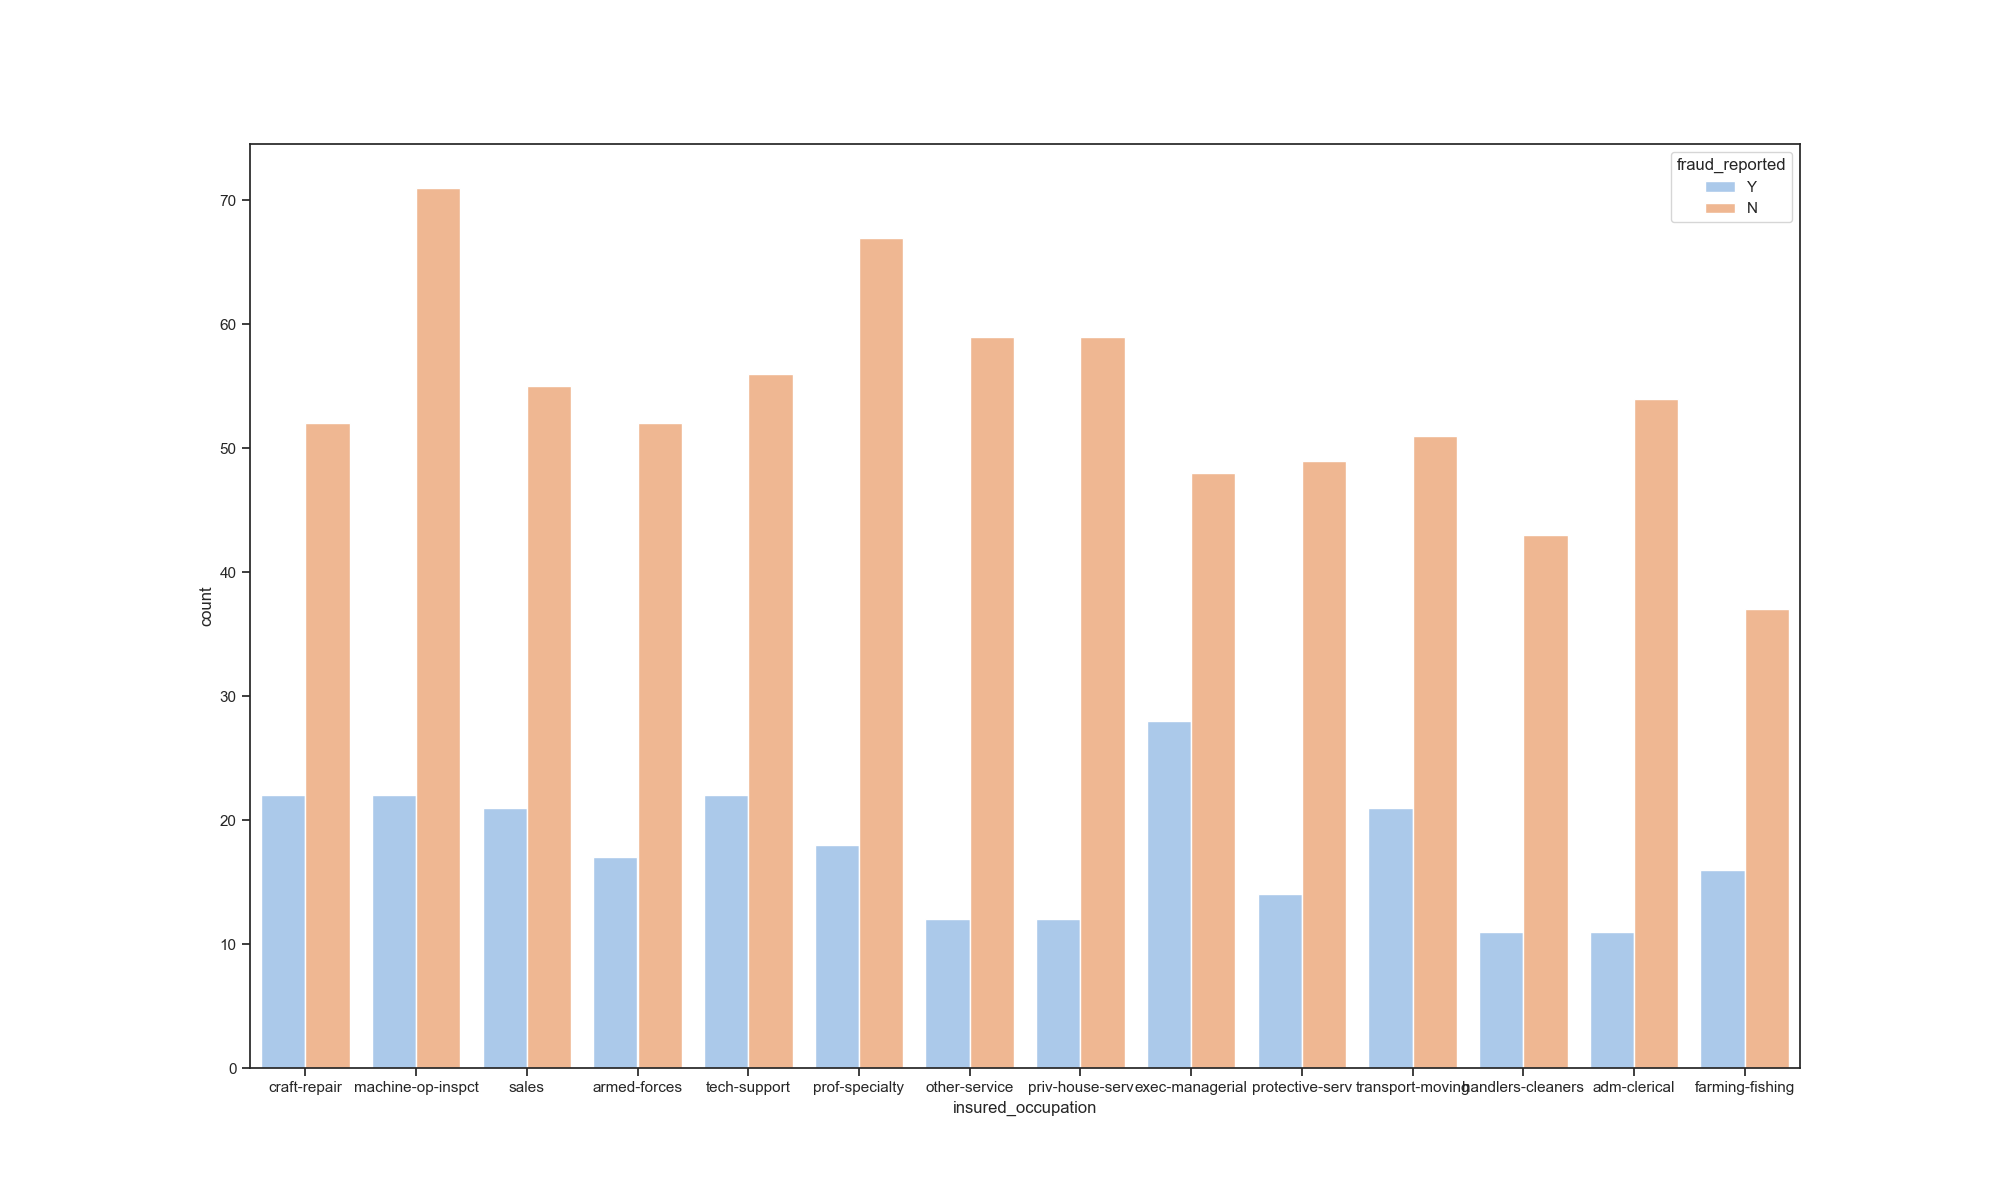 fraud_reported
Y
N
70
60
50
40
30
20
10
0
count
craft-repair machine-op-inspct sales armed-forces tech-support prof-specialty other-service priv-house-serv exec-managerial protective-serv transport-moving handlers-cleaners adm-clerical farming-fishing
insured_occupation